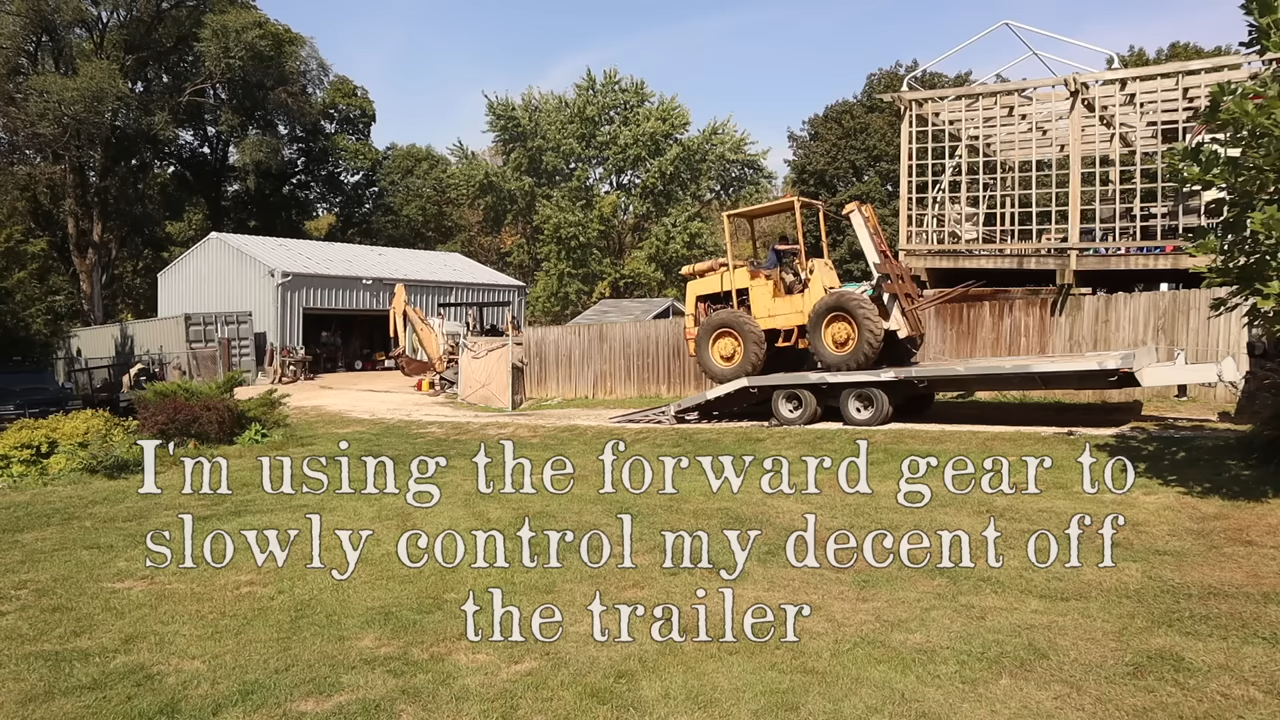 I'm using the forward gear to
slowly control my decent off
the trailer